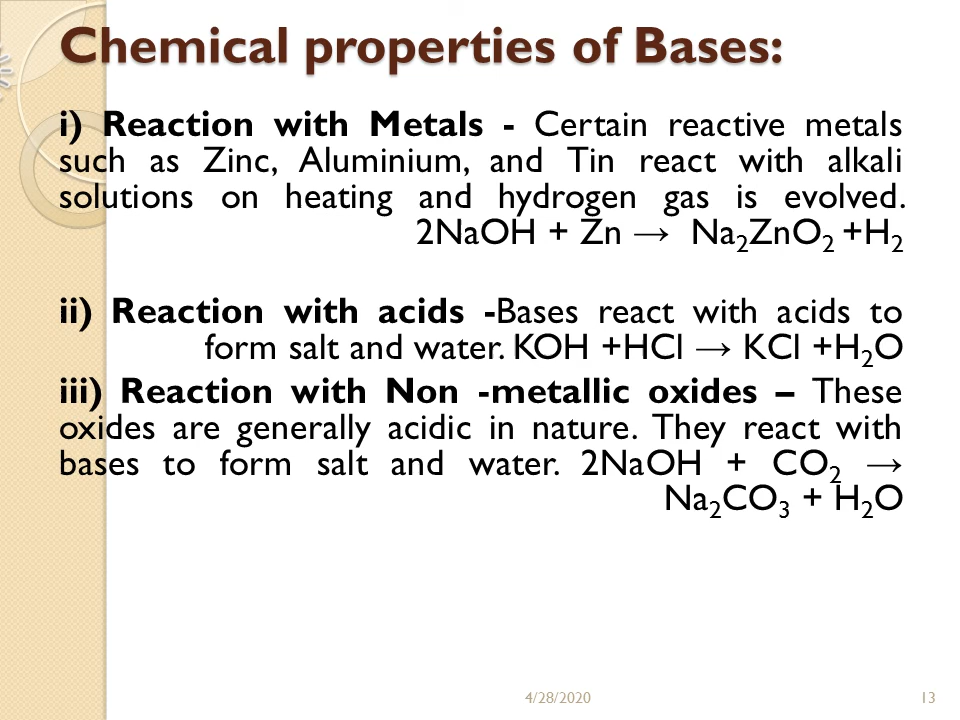 Chemical properties of Bases:
i) Reaction with Metals - Certain reactive metals
such as Zinc, Aluminium, and Tin react with alkali
solutions on heating and hydrogen gas is evolved.
2NaOH + Zn → Na₂ZnO₂ +H₂
ii) Reaction with acids -Bases react with acids to
form salt and water. KOH +HCl → KCl +H₂O
iii) Reaction with Non -metallic oxides – These
oxides are generally acidic in nature. They react with
bases to form salt and water. 2NaOH + CO₂ →
Na₂CO₃ + H₂O
4/28/2020 13